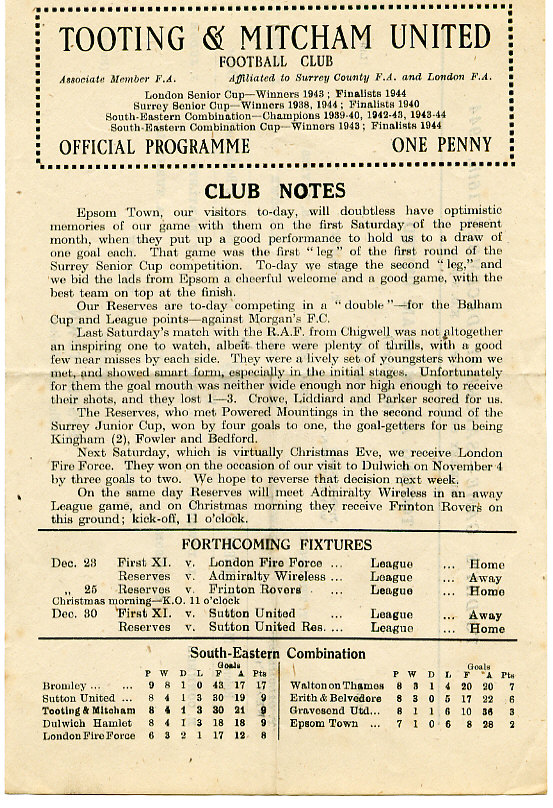 TOOTING & MITCHAM UNITED
FOOTBALL CLUB
Associate Member F.A. Affiliated to Surrey County F.A. and London F.A.
London Senior Cup—Winners 1943; Finalists 1944
Surrey Senior Cup—Winners 1938, 1944; Finalists 1940
South-Eastern Combination—Champions 1939-40, 1942-43, 1943-44
South-Eastern Combination Cup—Winners 1943; Finalists 1944
OFFICIAL PROGRAMME ONE PENNY
CLUB NOTES
Epsom Town, our visitors to-day, will doubtless have optimistic
memories of our game with them on the first Saturday of the present
month, when they put up a good performance to hold us to a draw of
one goal each. That game was the first "leg" of the first round of the
Surrey Senior Cup competition. To-day we stage the second "leg," and
we bid the lads from Epsom a cheerful welcome and a good game, with the
best team on top at the finish.
Our Reserves are to-day competing in a "double"—for the Balham
Cup and League points—against Morgan's F.C.
Last Saturday's match with the R.A.F. from Chigwell was not altogether
an inspiring one to watch, albeit there were plenty of thrills, with a good
few near misses by each side. They were a lively set of youngsters whom we
met, and showed smart form, especially in the initial stages. Unfortunately
for them the goal mouth was neither wide enough nor high enough to receive
their shots, and they lost 1—3. Crowe, Liddiard and Parker scored for us.
The Reserves, who met Powered Mountings in the second round of the
Surrey Junior Cup, won by four goals to one, the goal-getters for us being
Kingham (2), Fowler and Bedford.
Next Saturday, which is virtually Christmas Eve, we receive London
Fire Force. They won on the occasion of our visit to Dulwich on November 4
by three goals to two. We hope to reverse that decision next week.
On the same day Reserves will meet Admiralty Wireless in an away
League game, and on Christmas morning they receive Frinton Rovers on
this ground; kick-off, 11 o'clock.
FORTHCOMING FIXTURES
Dec. 23 First XI. v. London Fire Force ... League ... Home
Reserves v. Admiralty Wireless ... League ... Away
„ 25 Reserves v. Frinton Rovers ... League ... Home
Christmas morning—K.O. 11 o'clock
Dec. 30 First XI. v. Sutton United ... League ... Away
Reserves v. Sutton United Res. ... League ... Home
South-Eastern Combination
Goals
P W D L F A Pts
Bromley ... ... 9 8 1 0 43 17 17
Sutton United ... 8 4 1 3 30 19 9
Tooting & Mitcham 8 4 1 3 30 21 9
Dulwich Hamlet 8 4 1 3 18 18 9
London Fire Force 6 3 2 1 17 12 8
Goals
P W D L F A Pts
Walton on Thames 8 3 1 4 20 20 7
Erith & Belvedere 8 3 0 5 17 22 6
Gravesend Utd... 8 1 1 6 10 36 3
Epsom Town ... 7 1 0 6 8 28 2